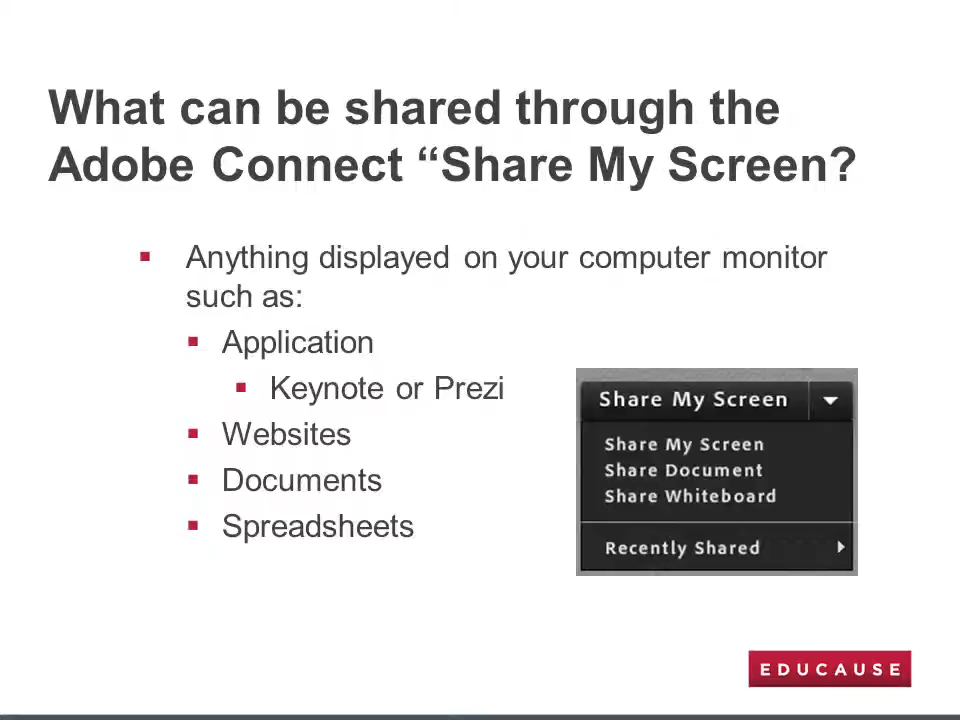 What can be shared through the
Adobe Connect “Share My Screen?
Anything displayed on your computer monitor
such as:
Application
Keynote or Prezi
Websites
Documents
Spreadsheets
Share My Screen
Share My Screen
Share Document
Share Whiteboard
Recently Shared
EDUCAUSE